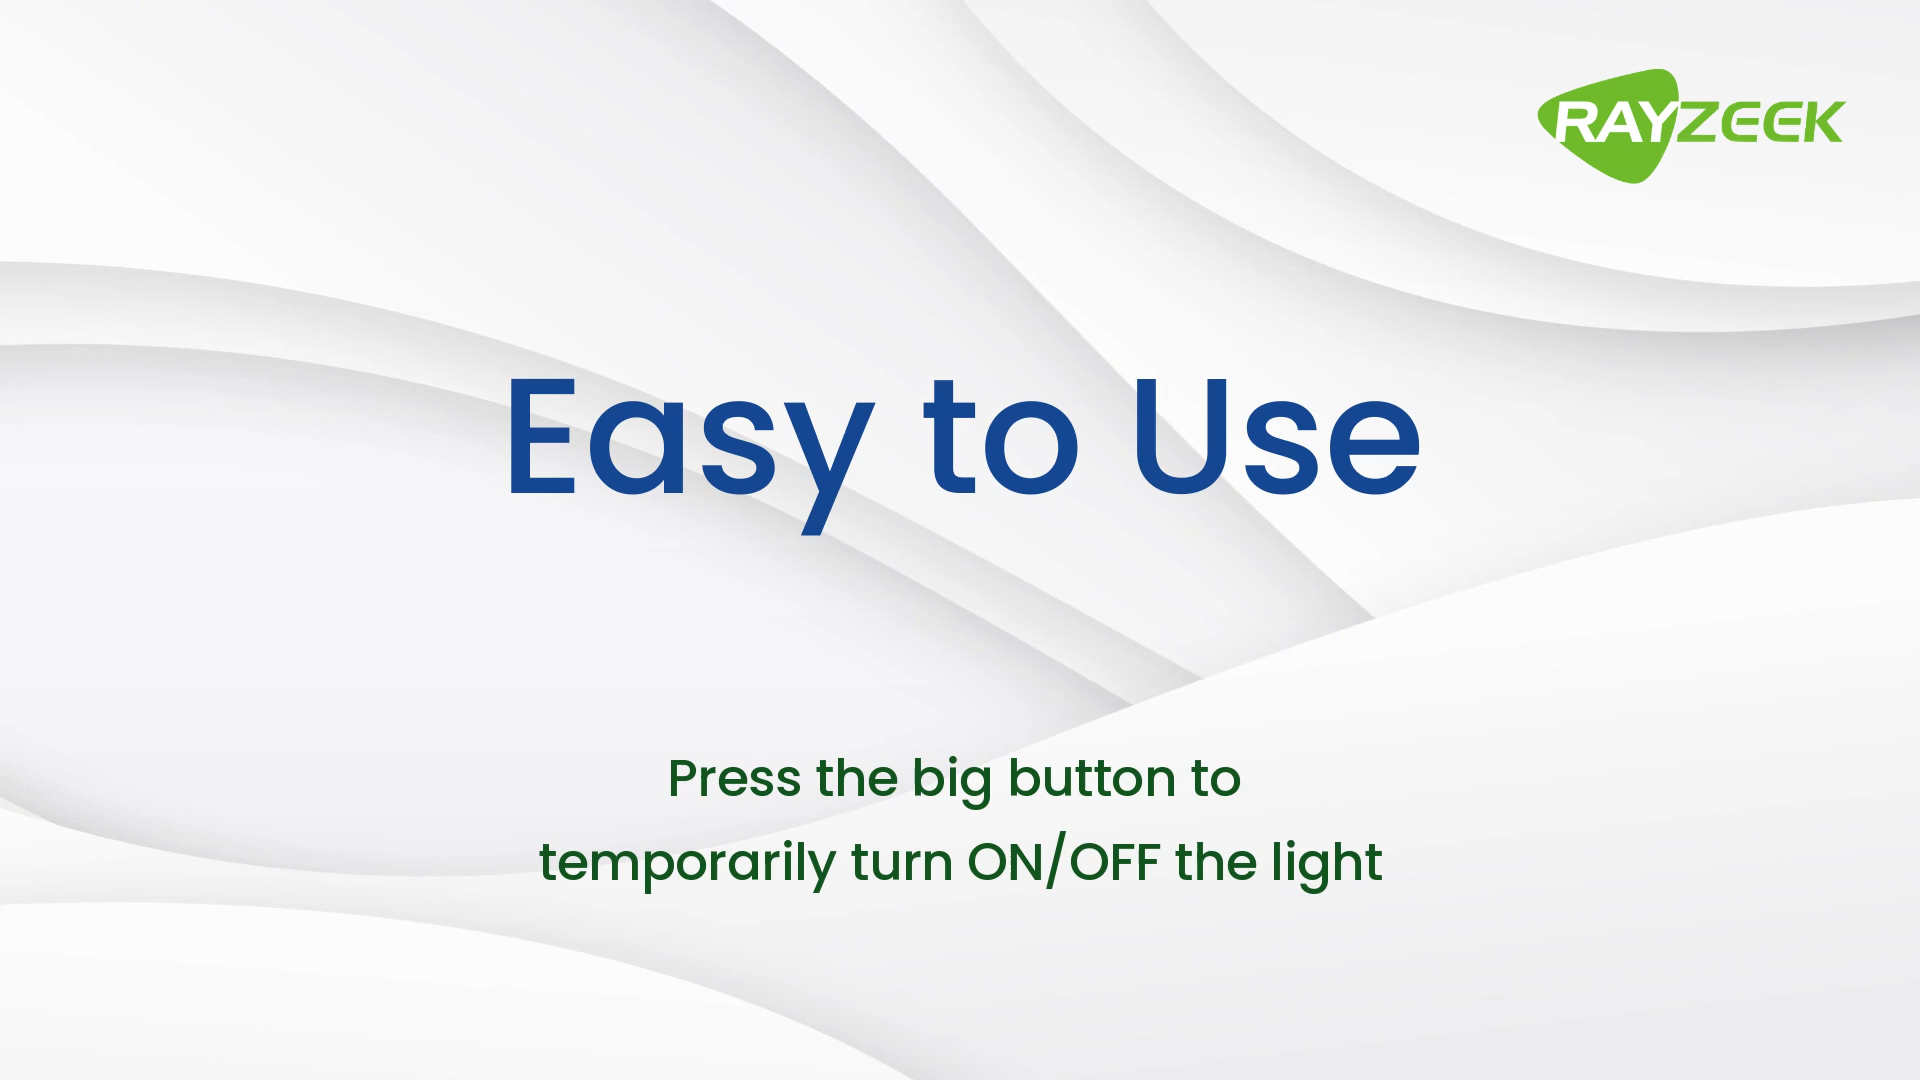 RAYZEEK
Easy to Use
Press the big button to
temporarily turn ON/OFF the light